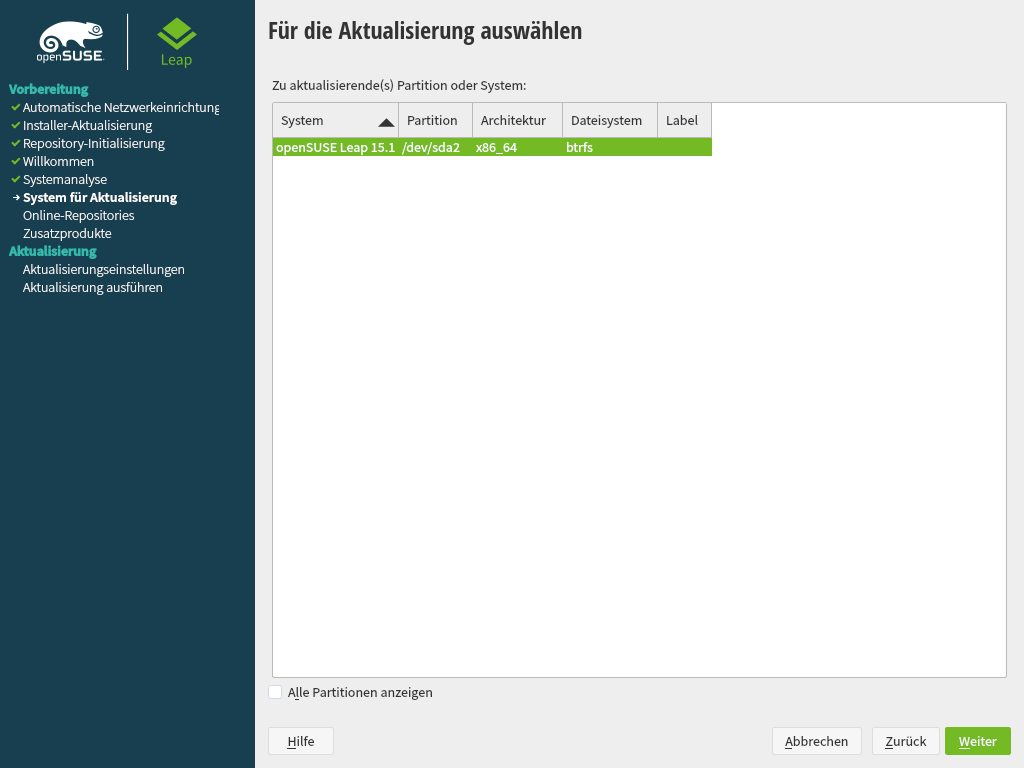 openSUSE
Leap
Vorbereitung
Automatische Netzwerkeinrichtung
Installer-Aktualisierung
Repository-Initialisierung
Willkommen
Systemanalyse
System für Aktualisierung
Online-Repositories
Zusatzprodukte
Aktualisierung
Aktualisierungseinstellungen
Aktualisierung ausführen
Für die Aktualisierung auswählen
Zu aktualisierende(s) Partition oder System:
System Partition Architektur Dateisystem Label
openSUSE Leap 15.1 /dev/sda2 x86_64 btrfs
Alle Partitionen anzeigen
Hilfe Abbrechen Zurück Weiter